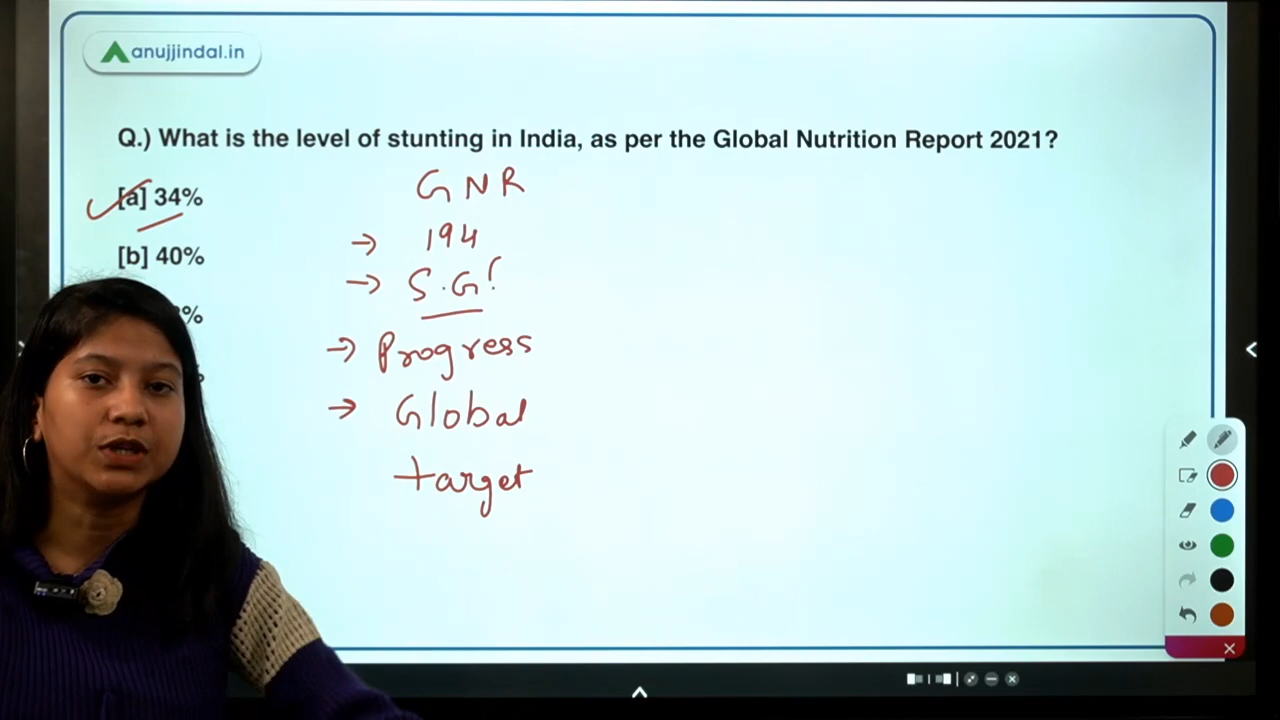 anujjindal.in
Q.) What is the level of stunting in India, as per the Global Nutrition Report 2021?
[a] 34%
[b] 40%
%
GNR
→ 194
→ S.G!
→ Progress
→ Global
target